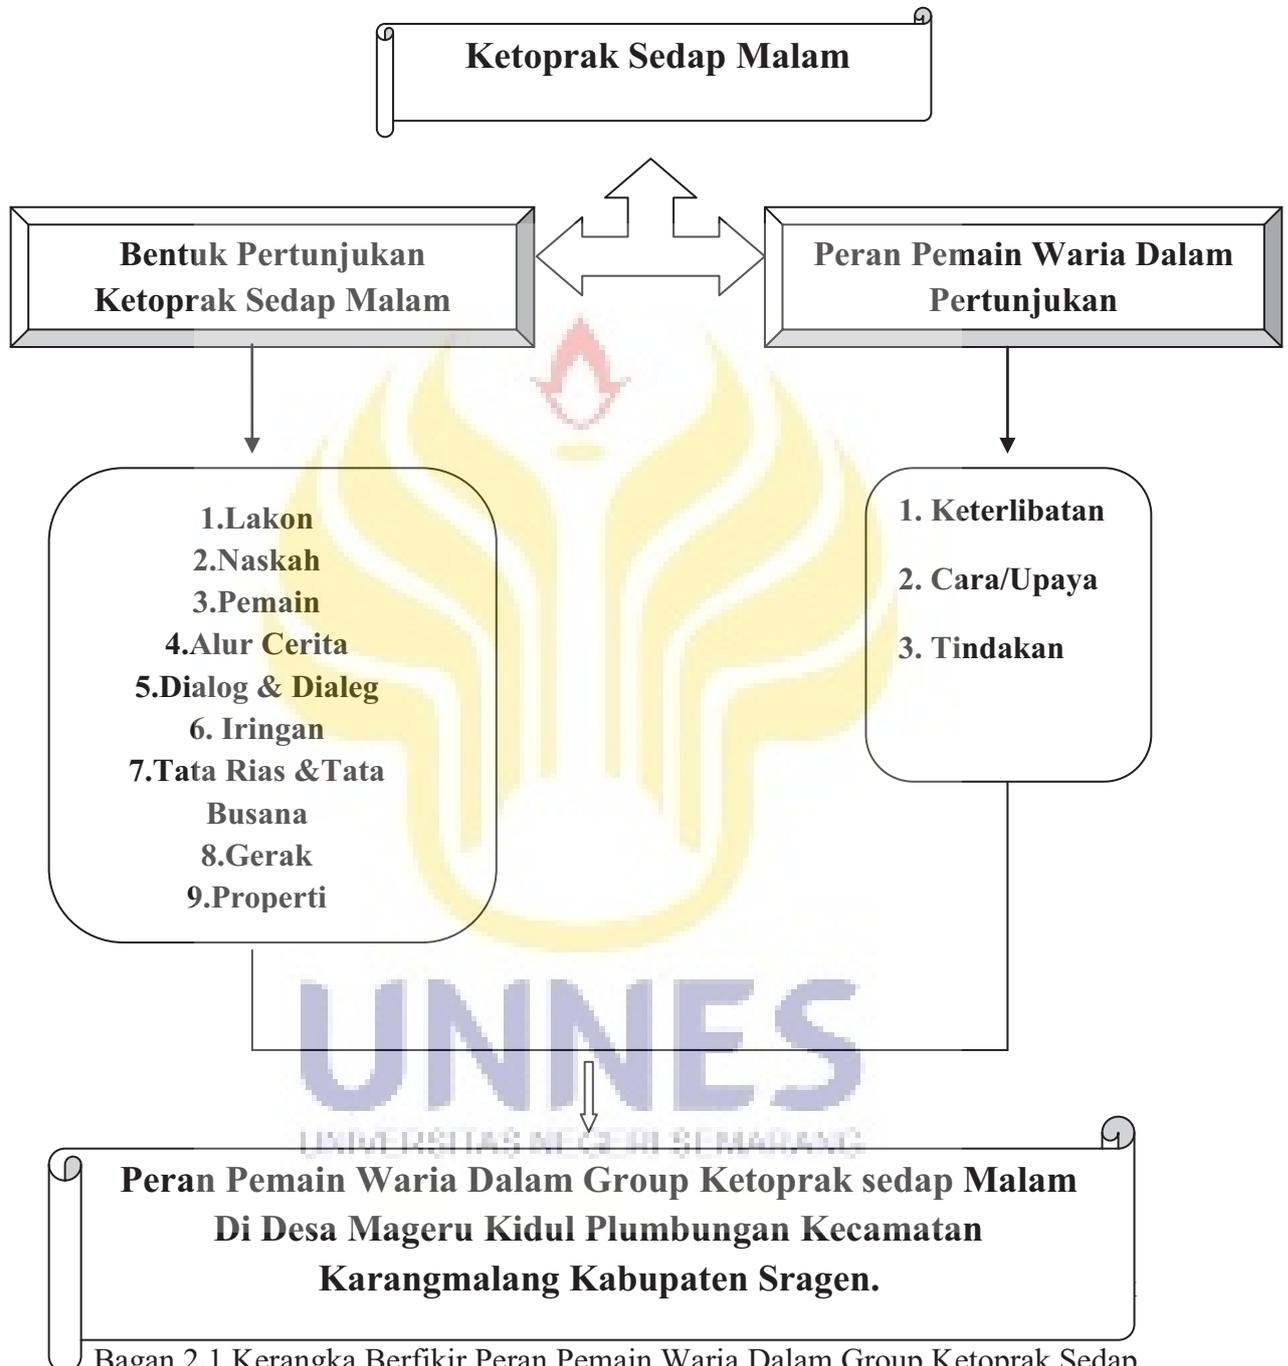 Ketoprak Sedap Malam
Bentuk Pertunjukan
Ketoprak Sedap Malam
Peran Pemain Waria Dalam
Pertunjukan
1.Lakon
2.Naskah
3.Pemain
4.Alur Cerita
5.Dialog & Dialeg
6. Iringan
7.Tata Rias &Tata
Busana
8.Gerak
9.Properti
1. Keterlibatan
2. Cara/Upaya
3. Tindakan
UNNES
UNIVERSITAS NEGERI SEMARANG
Peran Pemain Waria Dalam Group Ketoprak sedap Malam
Di Desa Mageru Kidul Plumbungan Kecamatan
Karangmalang Kabupaten Sragen.
Bagan 2.1 Kerangka Berfikir Peran Pemain Waria Dalam Group Ketoprak Sedap